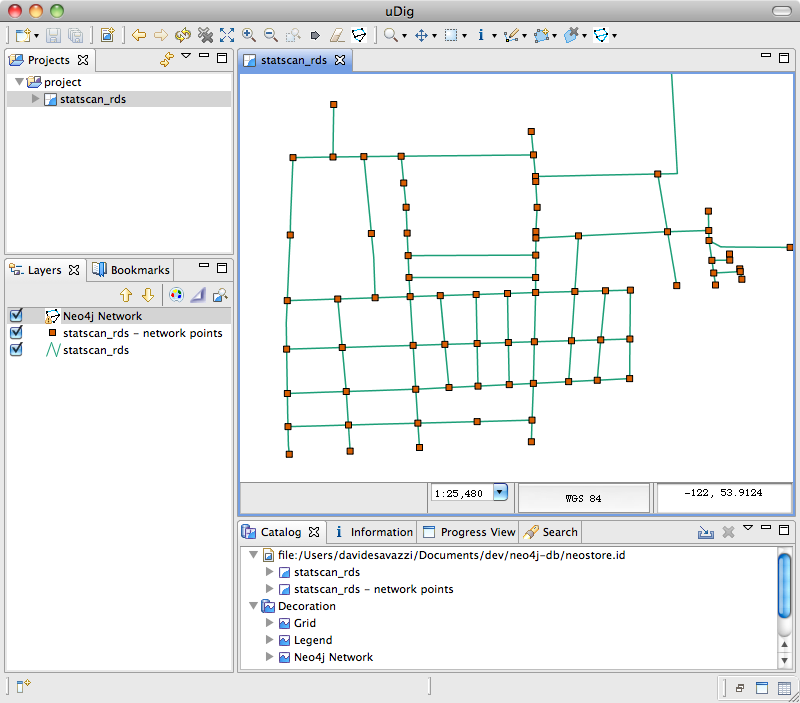 uDig
Projects
project
statscan_rds
statscan_rds
1:25,480
WGS 84
-122, 53.9124
Layers
Bookmarks
Neo4j Network
statscan_rds - network points
statscan_rds
Catalog
Information
Progress View
Search
file:/Users/davidesavazzi/Documents/dev/neo4j-db/neostore.id
statscan_rds
statscan_rds - network points
Decoration
Grid
Legend
Neo4j Network